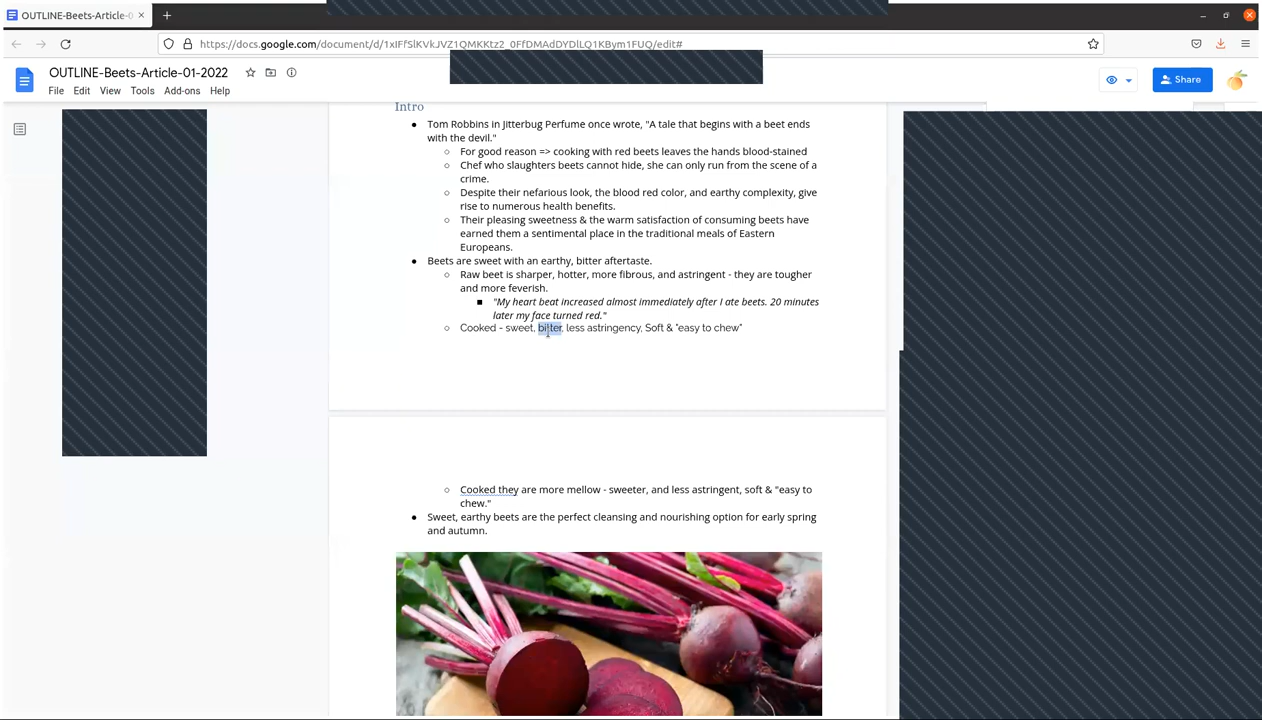 OUTLINE-Beets-Article-0
https://docs.google.com/document/d/1xIFfSlKVkJVZ1QMKKtz2_0FfDMAdDYDlLQ1KBym1FUQ/edit#
OUTLINE-Beets-Article-01-2022
File Edit View Tools Add-ons Help
Share
Intro
● Tom Robbins in Jitterbug Perfume once wrote, "A tale that begins with a beet ends
with the devil."
○ For good reason => cooking with red beets leaves the hands blood-stained
○ Chef who slaughters beets cannot hide, she can only run from the scene of a
crime.
○ Despite their nefarious look, the blood red color, and earthy complexity, give
rise to numerous health benefits.
○ Their pleasing sweetness & the warm satisfaction of consuming beets have
earned them a sentimental place in the traditional meals of Eastern
Europeans.
● Beets are sweet with an earthy, bitter aftertaste.
○ Raw beet is sharper, hotter, more fibrous, and astringent - they are tougher
and more feverish.
■ "My heart beat increased almost immediately after I ate beets. 20 minutes
later my face turned red."
○ Cooked - sweet, bitter, less astringency, Soft & "easy to chew"
○ Cooked they are more mellow - sweeter, and less astringent, soft & "easy to
chew."
● Sweet, earthy beets are the perfect cleansing and nourishing option for early spring
and autumn.